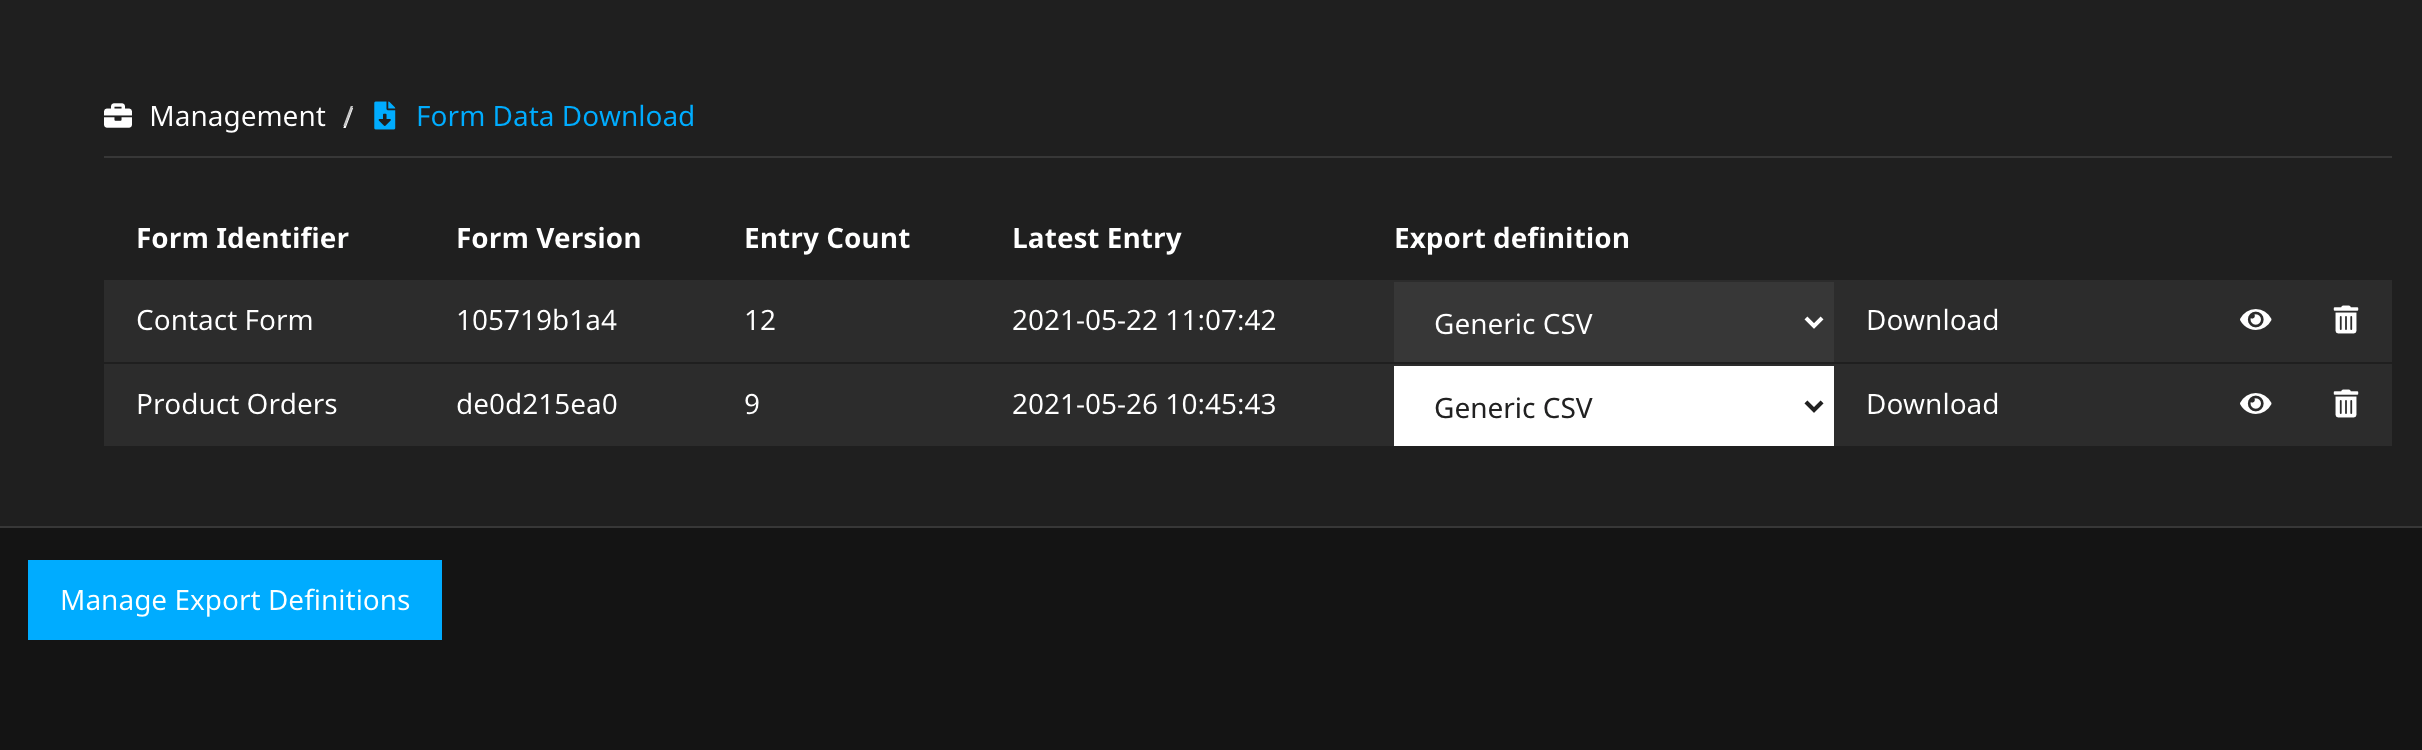 Management / Form Data Download
Form Identifier Form Version Entry Count Latest Entry Export definition
Contact Form 105719b1a4 12 2021-05-22 11:07:42 Generic CSV Download
Product Orders de0d215ea0 9 2021-05-26 10:45:43 Generic CSV Download
Manage Export Definitions